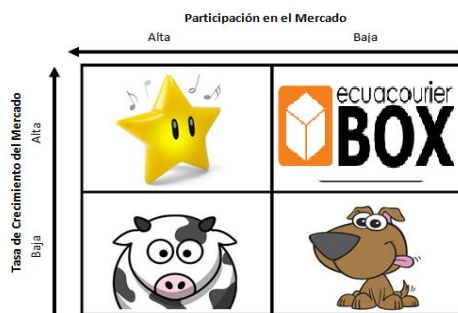 Participación en el Mercado
Alta
Baja
Tasa de Crecimiento del Mercado
Alta
Baja
ecuacourier
BOX